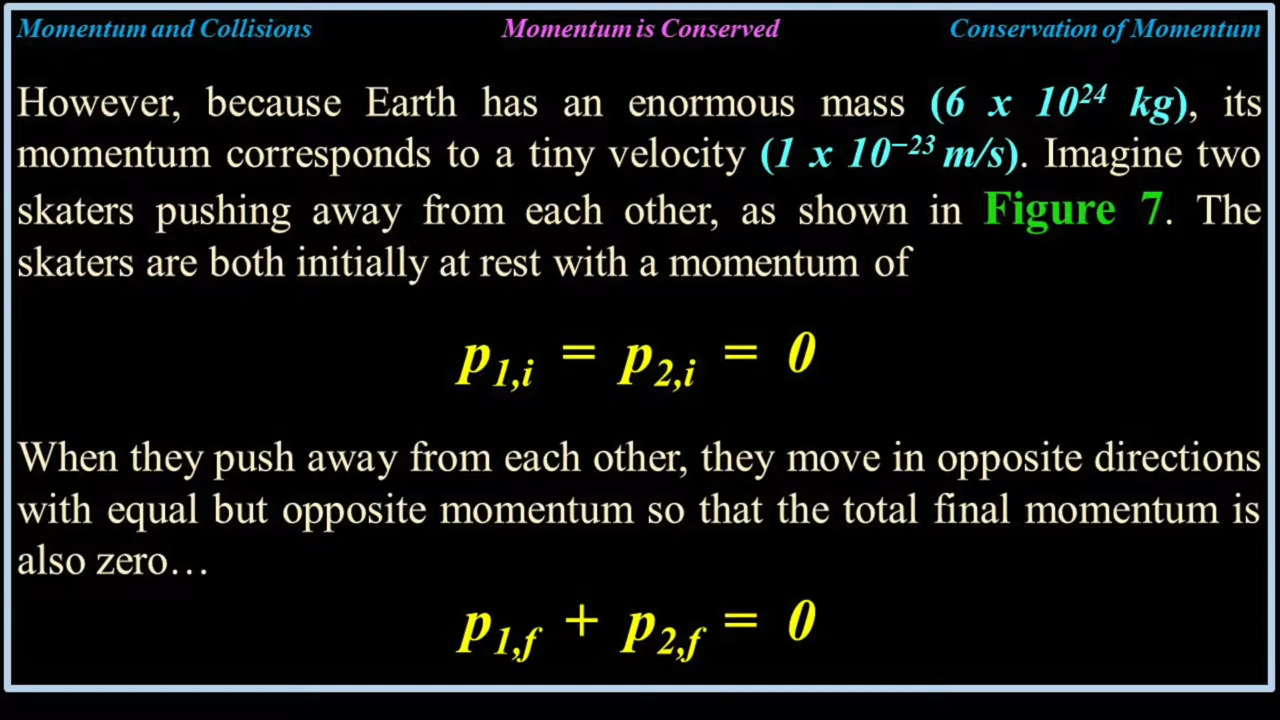 Momentum and Collisions Momentum is Conserved Conservation of Momentum
However, because Earth has an enormous mass (6 x 10²⁴ kg), its
momentum corresponds to a tiny velocity (1 x 10⁻²³ m/s). Imagine two
skaters pushing away from each other, as shown in Figure 7. The
skaters are both initially at rest with a momentum of
p₁,ᵢ = p₂,ᵢ = 0
When they push away from each other, they move in opposite directions
with equal but opposite momentum so that the total final momentum is
also zero…
p_{1,f} + p_{2,f} = 0